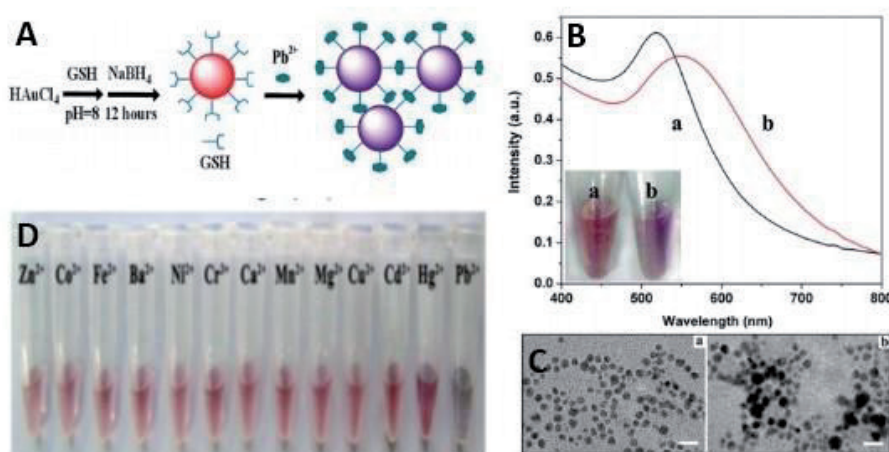 A
GSH NaBH4
HAuCl4
pH=8 12 hours
GSH
Pb2+
B
Intensity (a.u.)
0.6
0.5
0.4
0.3
0.2
0.1
0.0
a
b
a
b
400 500 600 700 800
Wavelength (nm)
D
Zn2+ Co2+ Fe2+ Ba2+ Ni2+ Cr3+ Ca2+ Mn2+ Mg2+ Cu2+ Cd2+ Hg2+ Pb2+
C
a
b